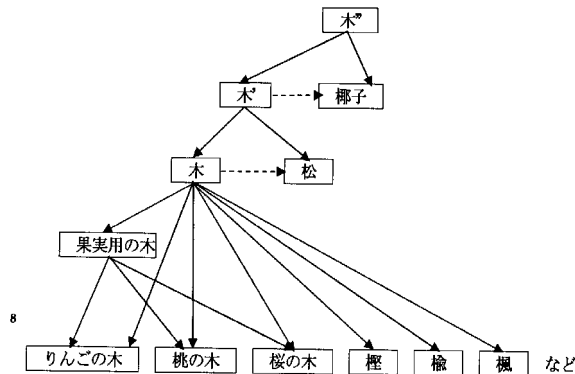 木”
木’ 椰子
木 松
果実用の木
8
りんごの木 桃の木 桜の木 樫 楡 楓 など